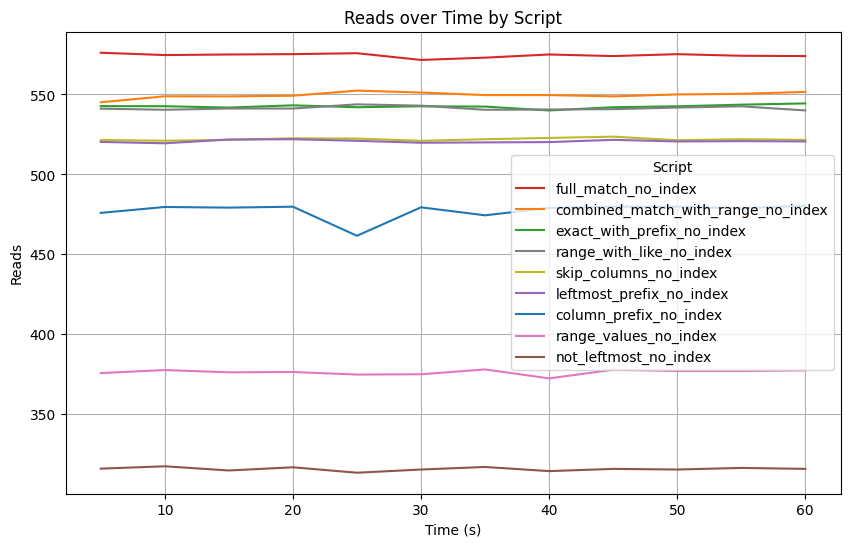 Reads over Time by Script
Reads
550
500
450
400
350
Script
full_match_no_index
combined_match_with_range_no_index
exact_with_prefix_no_index
range_with_like_no_index
skip_columns_no_index
leftmost_prefix_no_index
column_prefix_no_index
range_values_no_index
not_leftmost_no_index
10 20 30 40 50 60
Time (s)